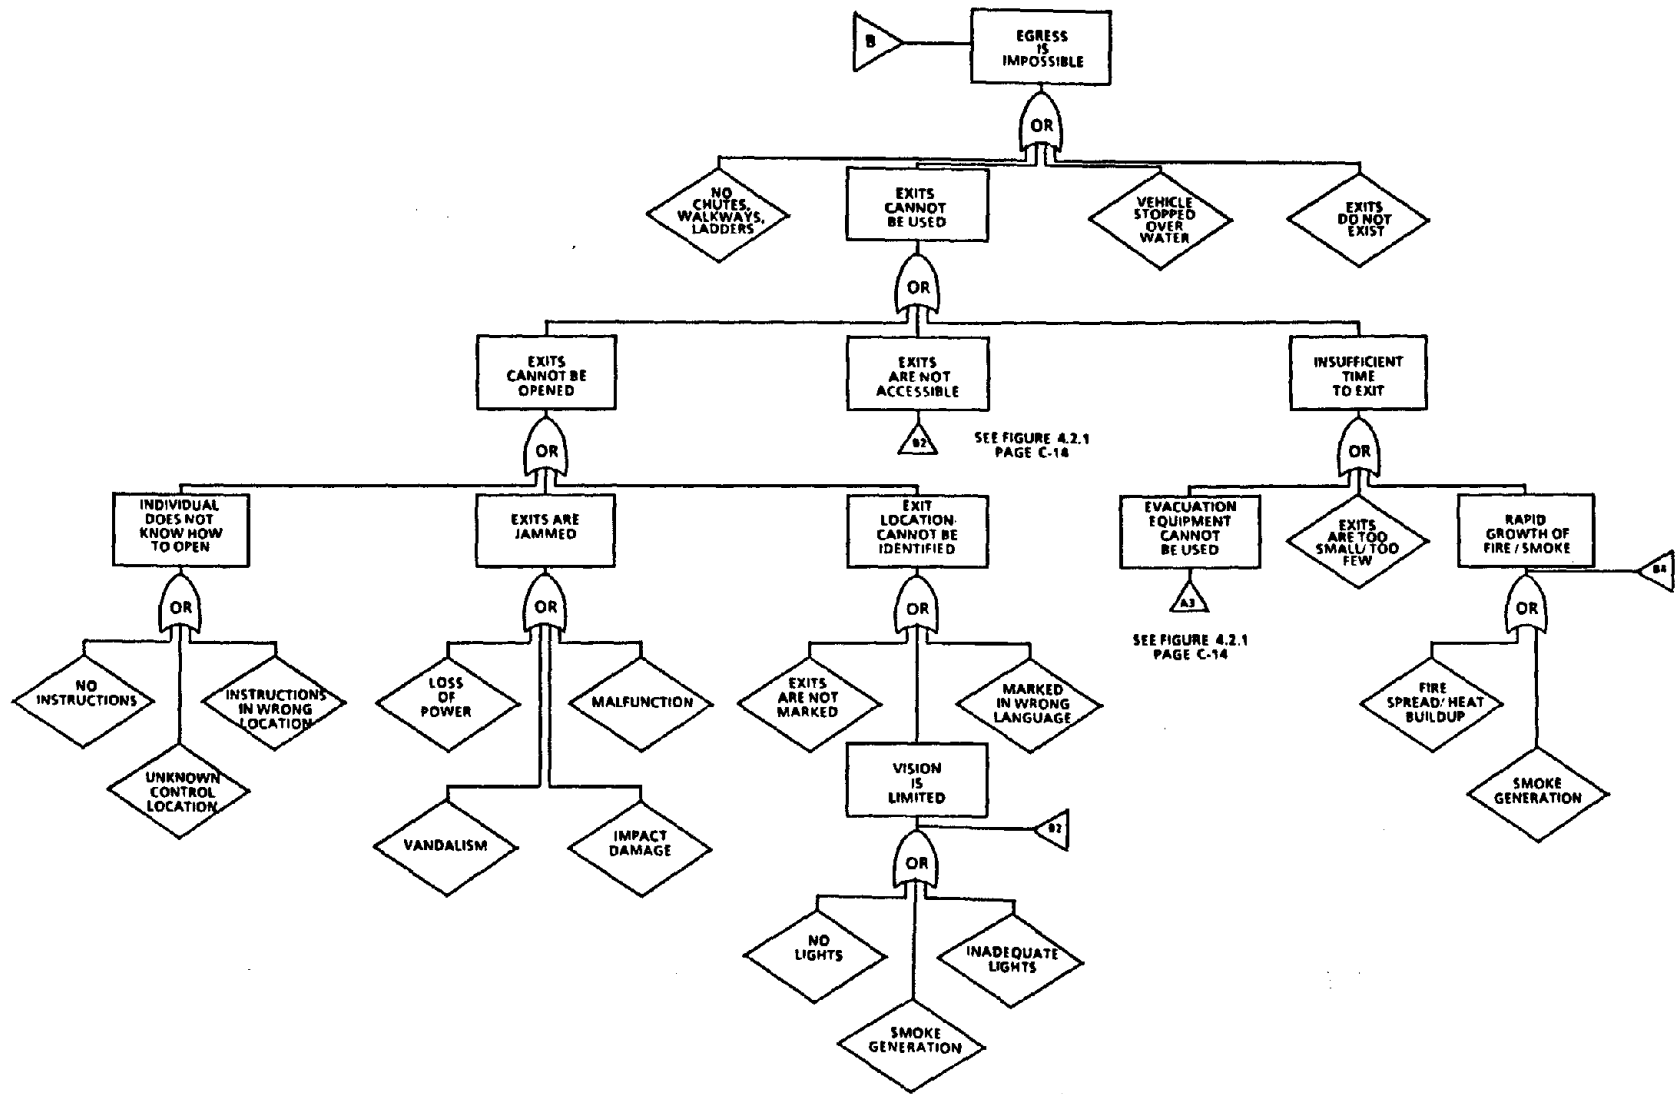 B
EGRESS
IS
IMPOSSIBLE
OR
NO
CHUTES,
WALKWAYS,
LADDERS
EXITS
CANNOT
BE USED
VEHICLE
STOPPED
OVER
WATER
EXITS
DO NOT
EXIST
OR
EXITS
CANNOT BE
OPENED
EXITS
ARE NOT
ACCESSIBLE
INSUFFICIENT
TIME
TO EXIT
B2
SEE FIGURE 4.2.1
PAGE C-14
OR
OR
INDIVIDUAL
DOES NOT
KNOW HOW
TO OPEN
EXITS ARE
JAMMED
EXIT
LOCATION
CANNOT BE
IDENTIFIED
EVACUATION
EQUIPMENT
CANNOT
BE USED
EXITS
ARE TOO
SMALL/TOO
FEW
RAPID
GROWTH OF
FIRE / SMOKE
B4
A3
SEE FIGURE 4.2.1
PAGE C-14
OR
OR
OR
OR
NO
INSTRUCTIONS
INSTRUCTIONS
IN WRONG
LOCATION
LOSS
OF
POWER
MALFUNCTION
EXITS
ARE NOT
MARKED
MARKED
IN WRONG
LANGUAGE
FIRE
SPREAD/ HEAT
BUILDUP
UNKNOWN
CONTROL
LOCATION
VISION
IS
LIMITED
SMOKE
GENERATION
VANDALISM
IMPACT
DAMAGE
B2
OR
NO
LIGHTS
INADEQUATE
LIGHTS
SMOKE
GENERATION